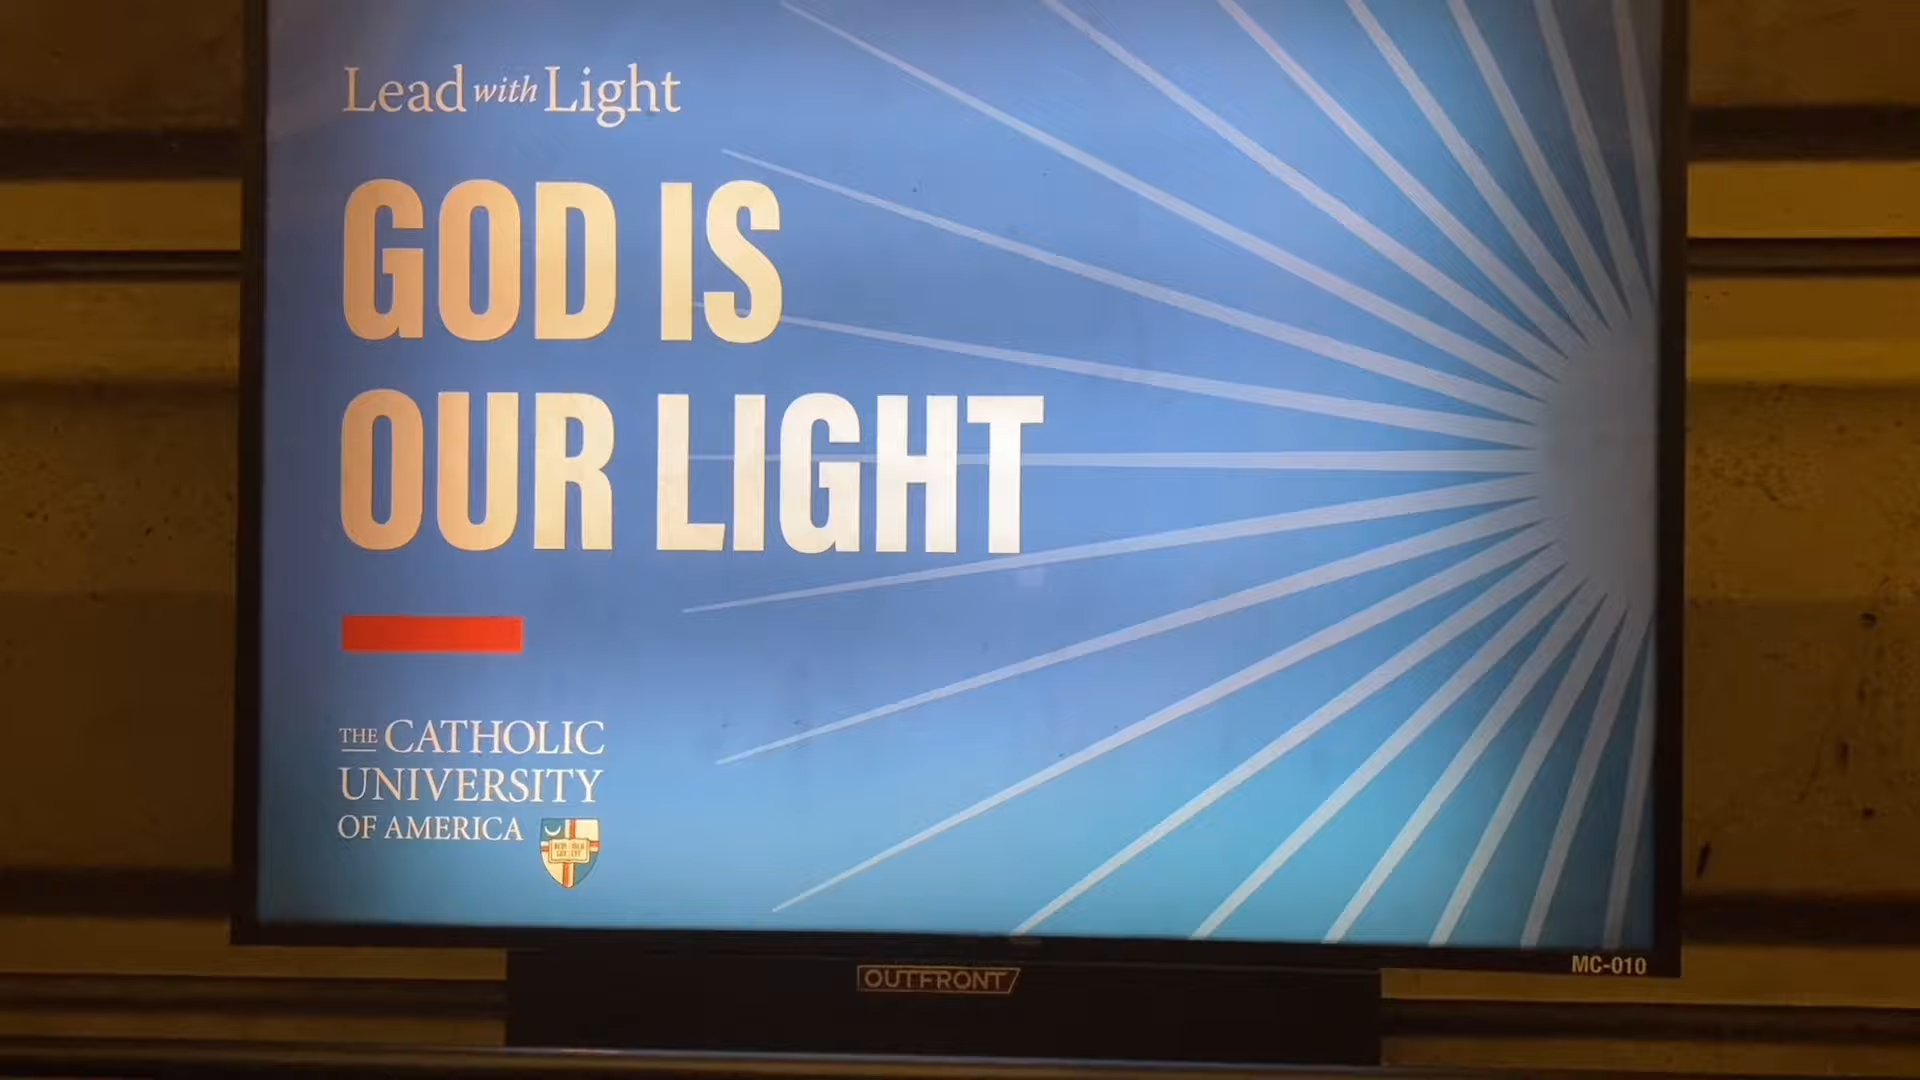 Lead with Light
GOD IS
OUR LIGHT
THE CATHOLIC
UNIVERSITY
OF AMERICA
OUTFRONT
MC-010